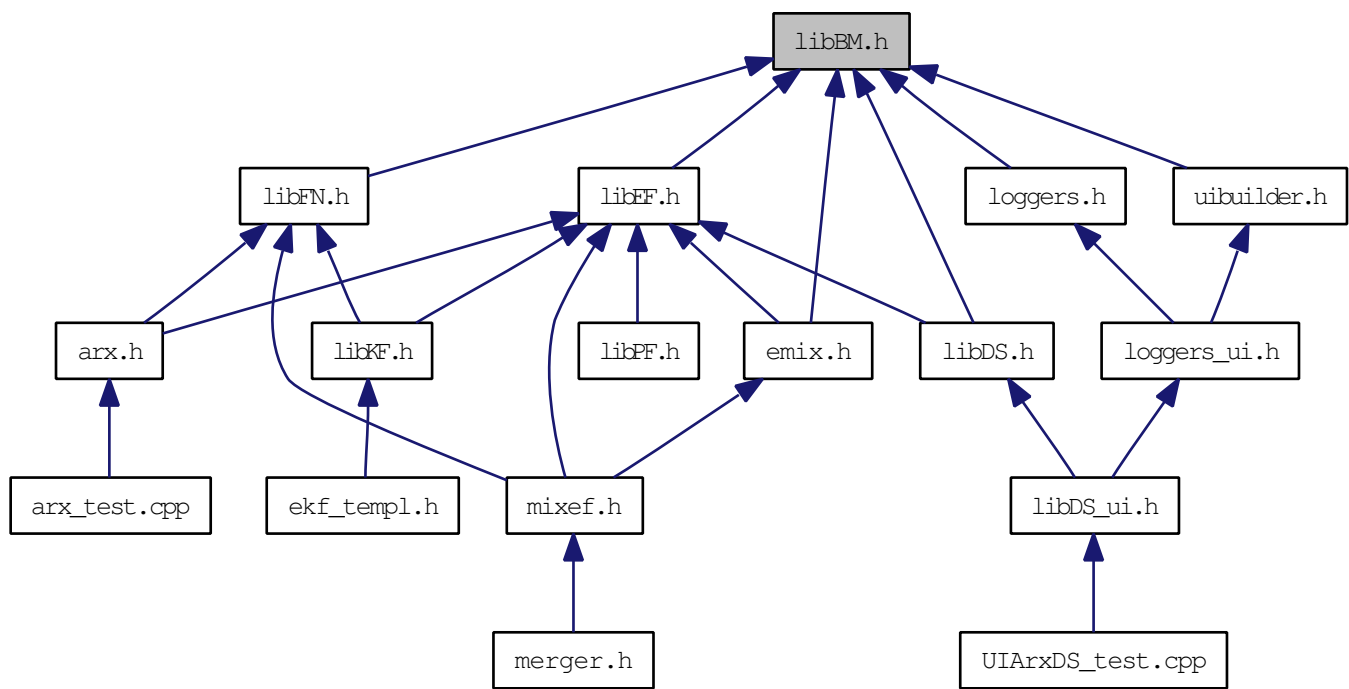 libBM.h
libFN.h
libEF.h
loggers.h
uibuilder.h
arx.h
libKF.h
libPF.h
emix.h
libDS.h
loggers_ui.h
arx_test.cpp
ekf_templ.h
mixef.h
libDS_ui.h
merger.h
UIArxDS_test.cpp